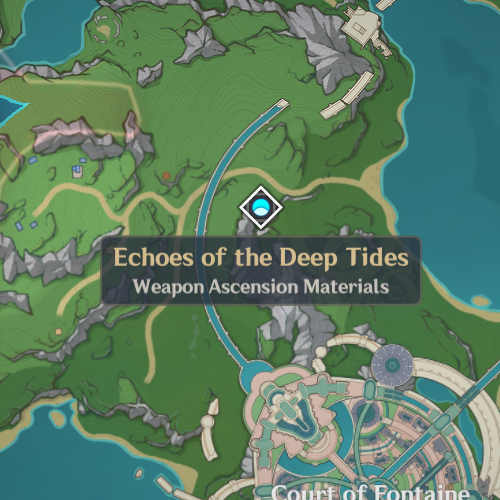 Echoes of the Deep Tides
Weapon Ascension Materials
Court of Fontaine